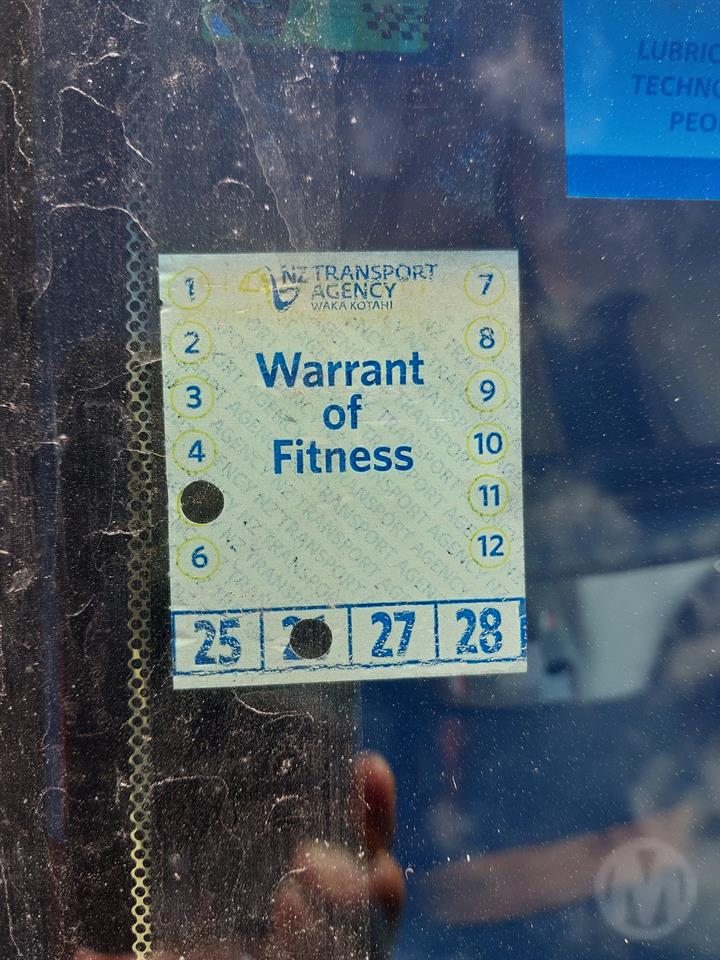 LUBRIC
TECHNO
PEO
NZ TRANSPORT
AGENCY
WAKA KOTAHI
1
2
3
4
6
7
8
9
10
11
12
Warrant
of
Fitness
25 27 28
M